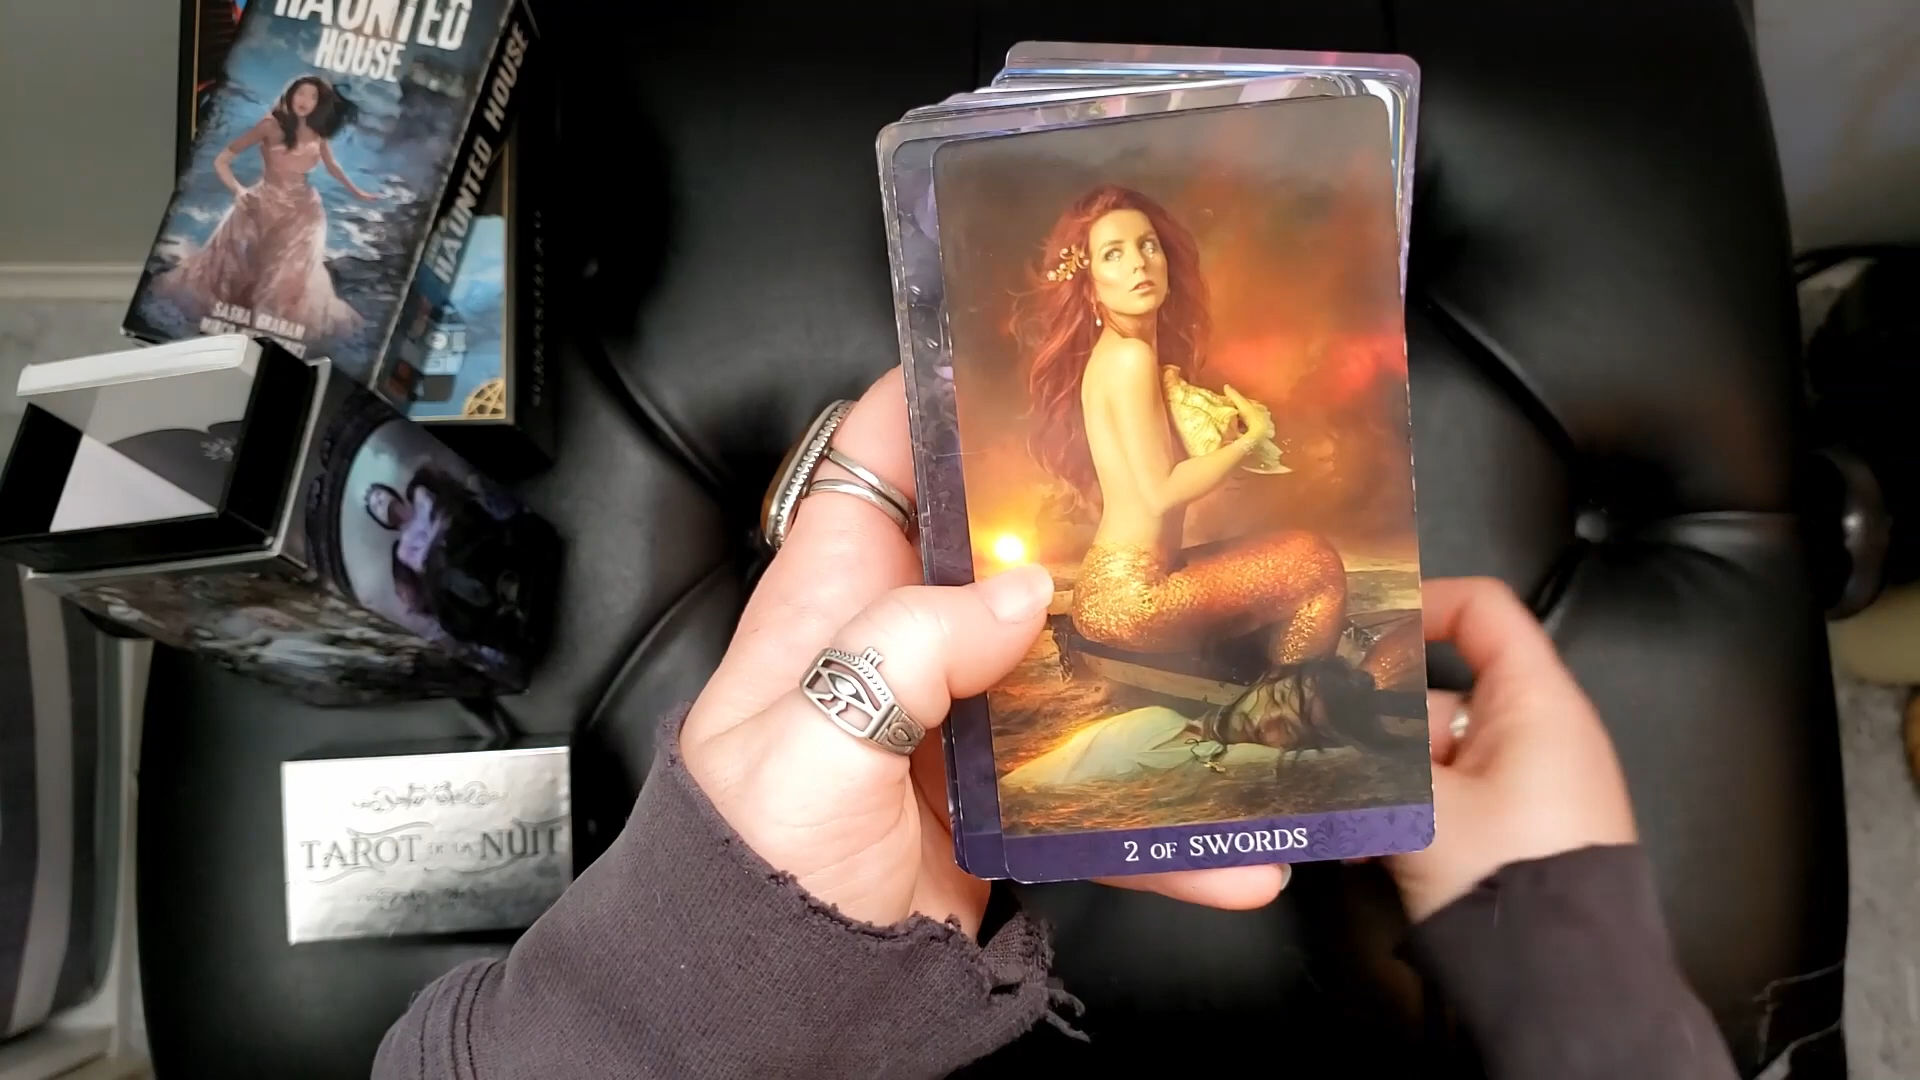 HAUNTED
HOUSE
SASHA GRAHAM
HAUNTED HOUSE
TAROT DE LA NUIT
2 OF SWORDS